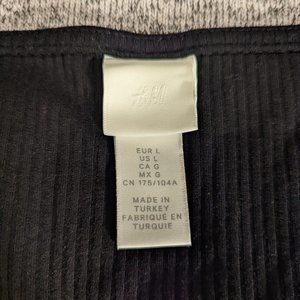 H&M
EUR L
US L
CA G
MX G
CN 175/104A
MADE IN
TURKEY
FABRIQUÉ EN
TURQUIE